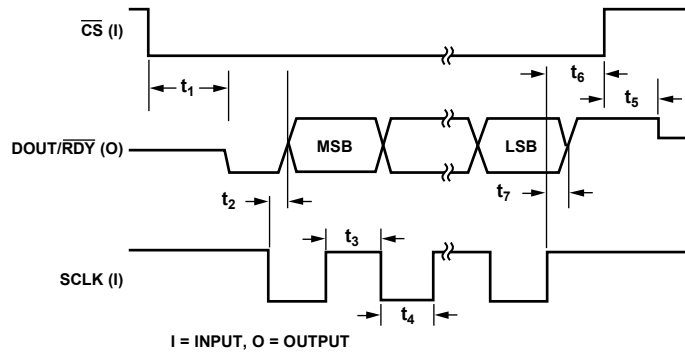 CS (I)
t1
t6
t5
DOUT/RDY (O)
MSB
LSB
t2
t7
t3
SCLK (I)
t4
I = INPUT, O = OUTPUT